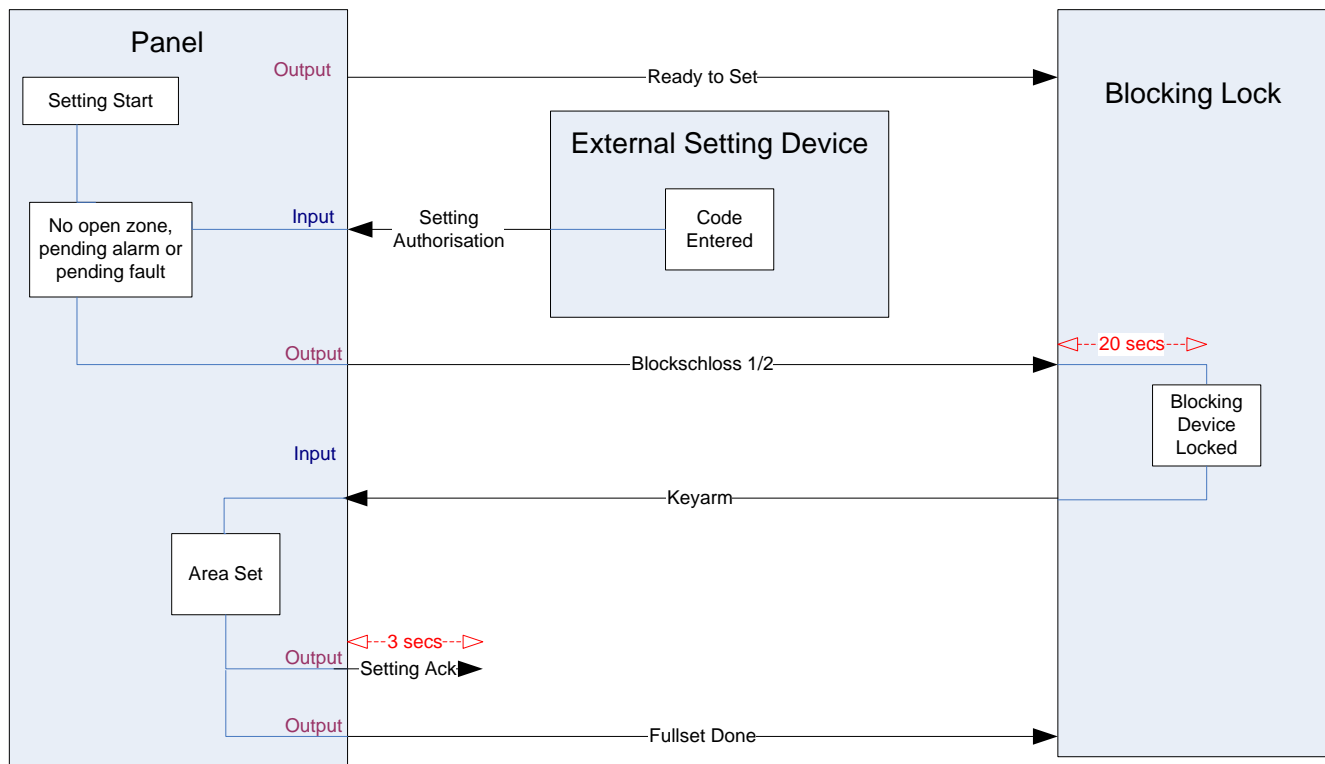 Panel
Output
Ready to Set
Blocking Lock
Setting Start
External Setting Device
Input
Setting
Authorisation
Code
Entered
No open zone,
pending alarm or
pending fault
Output
Blockschloss 1/2
20 secs
Blocking
Device
Locked
Input
Keyarm
Area Set
3 secs
Output
Setting Ack
Output
Fullset Done